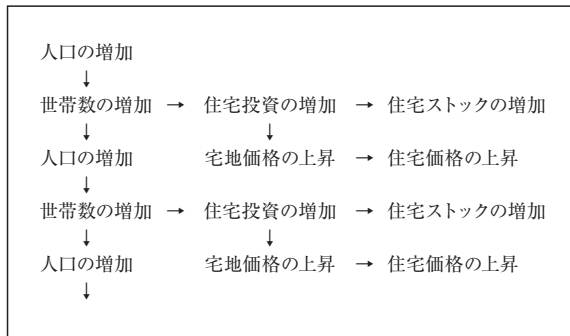 人口の増加
↓
世帯数の増加 → 住宅投資の増加 → 住宅ストックの増加
↓ ↓
人口の増加 宅地価格の上昇 → 住宅価格の上昇
世帯数の増加 → 住宅投資の増加 → 住宅ストックの増加
↓ ↓
人口の増加 宅地価格の上昇 → 住宅価格の上昇
↓